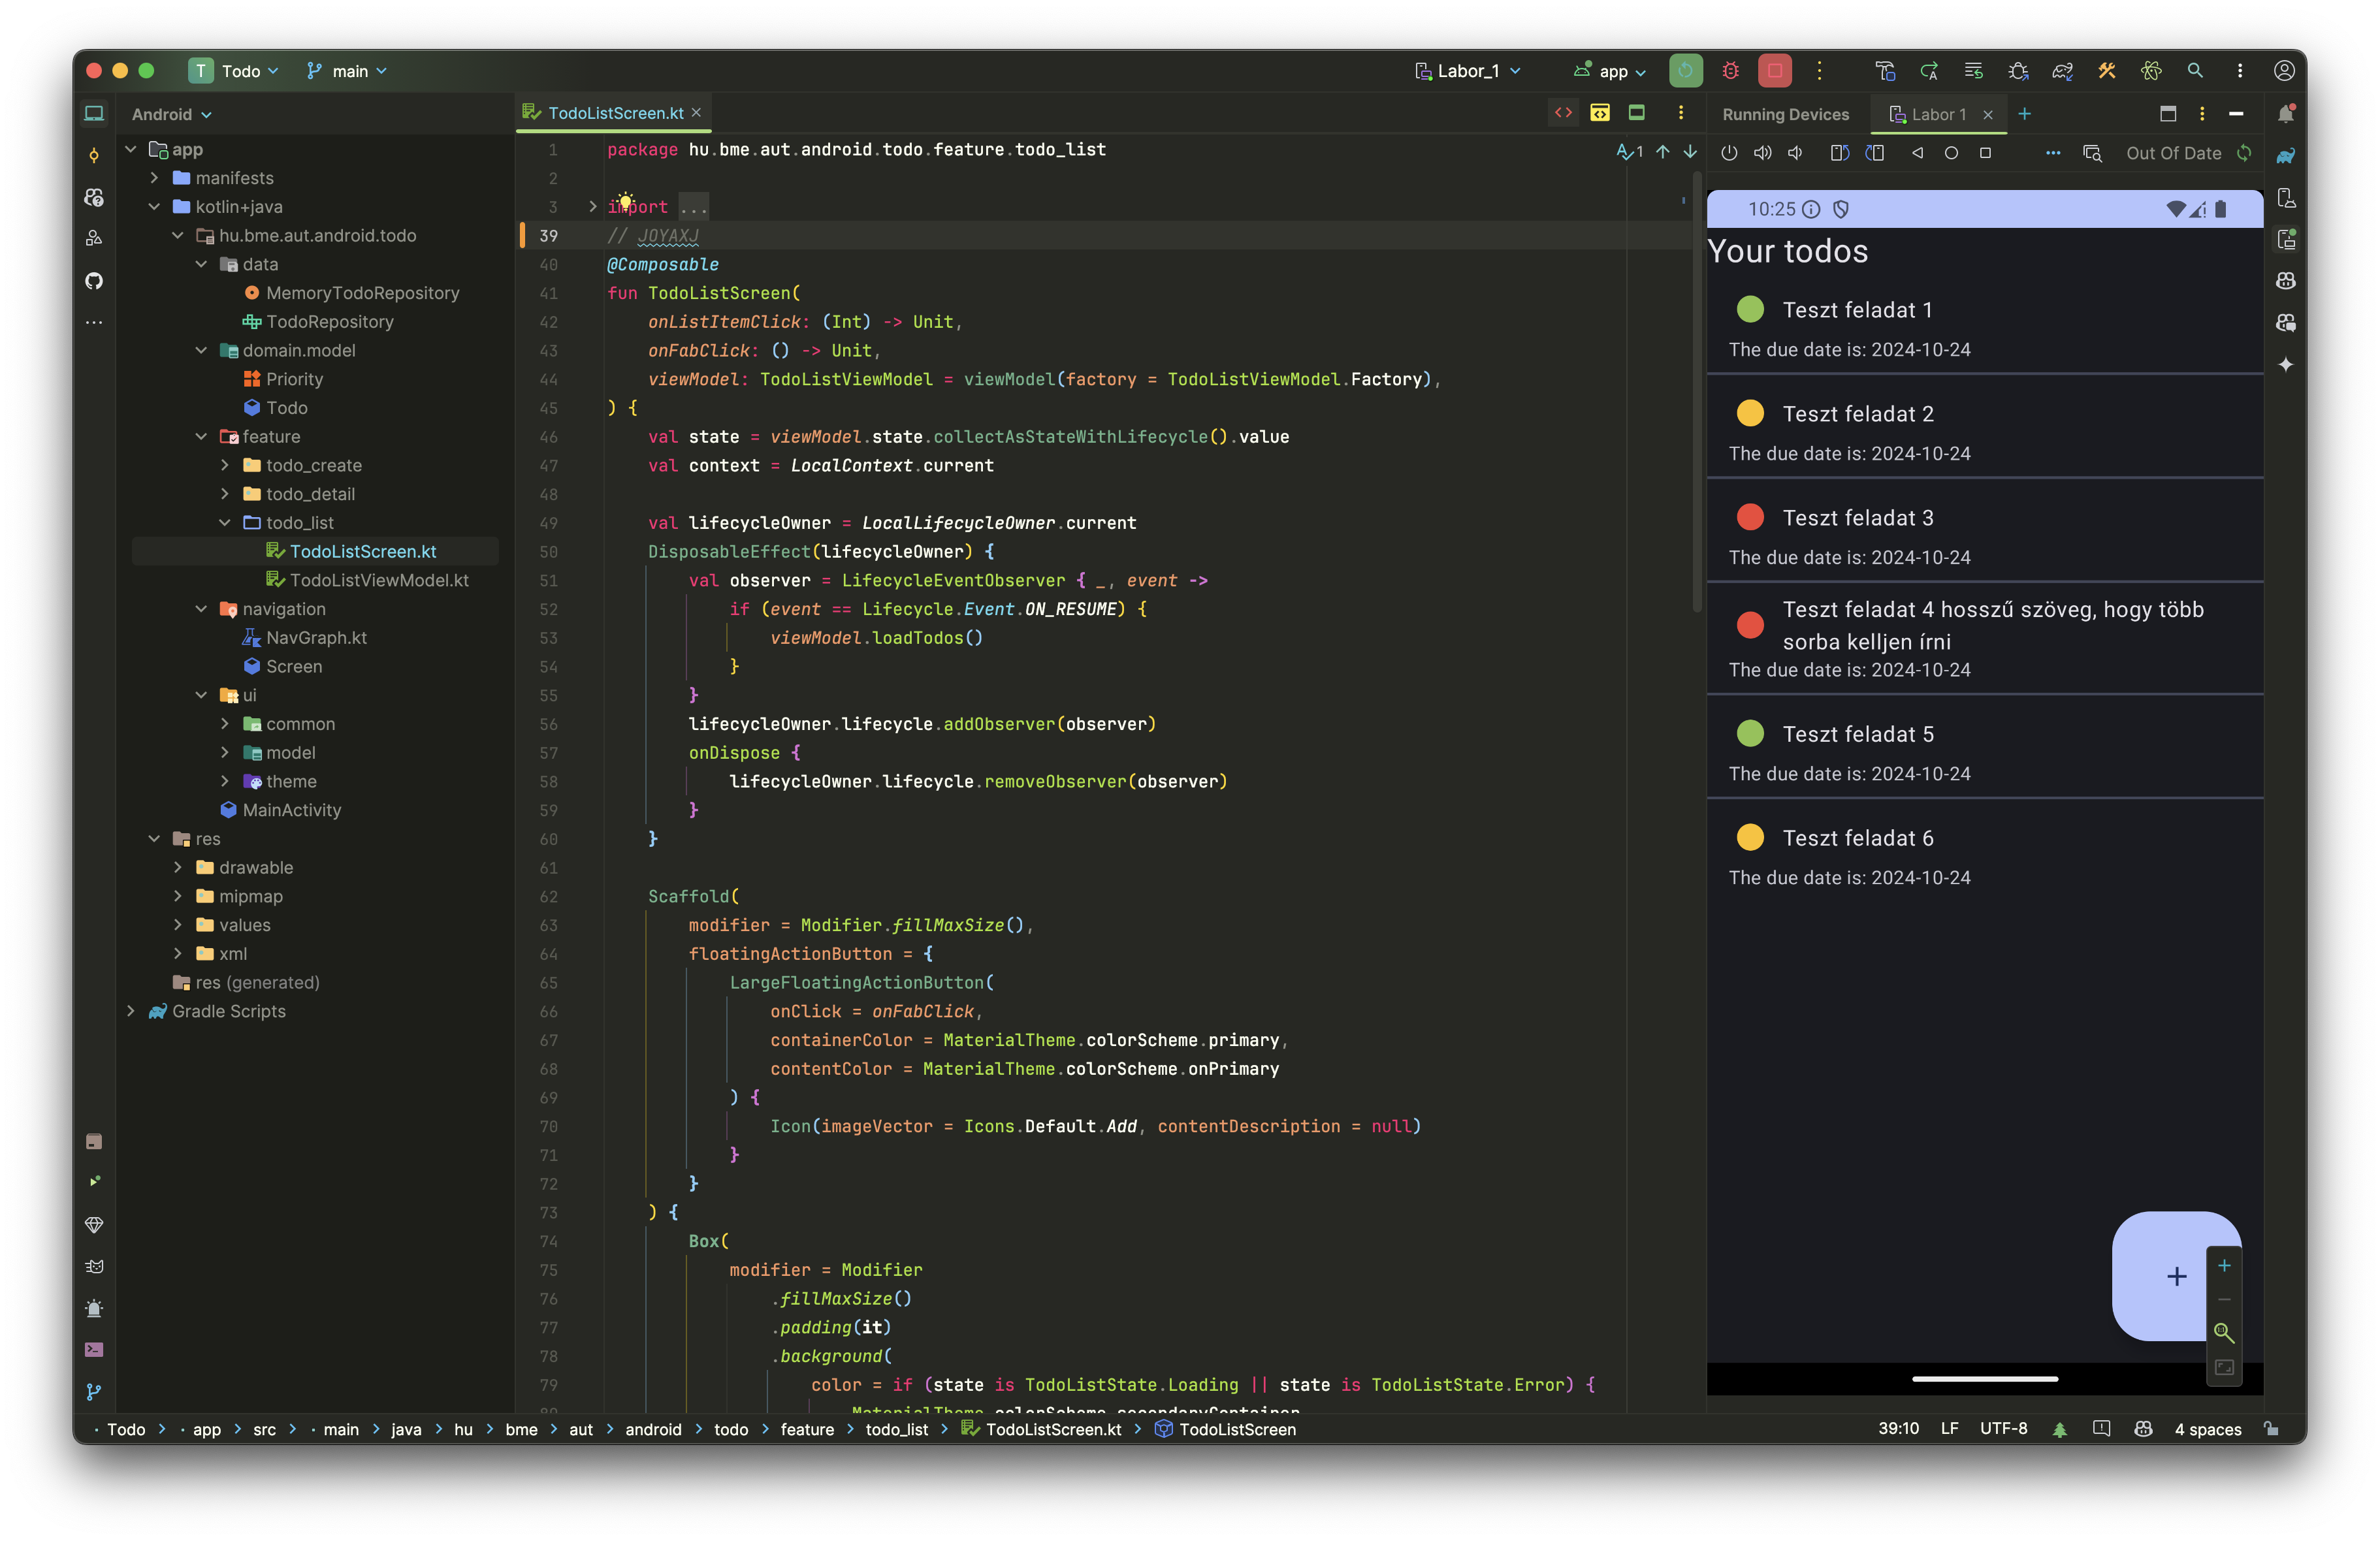 T Todo main Labor_1 app
Android
app
manifests
kotlin+java
hu.bme.aut.android.todo
data
MemoryTodoRepository
TodoRepository
domain.model
Priority
Todo
feature
todo_create
todo_detail
todo_list
TodoListScreen.kt
TodoListViewModel.kt
navigation
NavGraph.kt
Screen
ui
common
model
theme
MainActivity
res
drawable
mipmap
values
xml
res (generated)
Gradle Scripts
TodoListScreen.kt
1 package hu.bme.aut.android.todo.feature.todo_list
1
2
3 import ...
39 // JOYAXJ
40 @Composable
41 fun TodoListScreen(
42 onListItemClick: (Int) -> Unit,
43 onFabClick: () -> Unit,
44 viewModel: TodoListViewModel = viewModel(factory = TodoListViewModel.Factory),
45 ) {
46 val state = viewModel.state.collectAsStateWithLifecycle().value
47 val context = LocalContext.current
48
49 val lifecycleOwner = LocalLifecycleOwner.current
50 DisposableEffect(lifecycleOwner) {
51 val observer = LifecycleEventObserver { _, event ->
52 if (event == Lifecycle.Event.ON_RESUME) {
53 viewModel.loadTodos()
54 }
55 }
56 lifecycleOwner.lifecycle.addObserver(observer)
57 onDispose {
58 lifecycleOwner.lifecycle.removeObserver(observer)
59 }
60 }
61
62 Scaffold(
63 modifier = Modifier.fillMaxSize(),
64 floatingActionButton = {
65 LargeFloatingActionButton(
66 onClick = onFabClick,
67 containerColor = MaterialTheme.colorScheme.primary,
68 contentColor = MaterialTheme.colorScheme.onPrimary
69 ) {
70 Icon(imageVector = Icons.Default.Add, contentDescription = null)
71 }
72 }
73 ) {
74 Box(
75 modifier = Modifier
76 .fillMaxSize()
77 .padding(it)
78 .background(
79 color = if (state is TodoListState.Loading || state is TodoListState.Error) {
80 MaterialTheme.colorScheme.secondaryContainer
Running Devices Labor 1
Out Of Date
10:25
Your todos
Teszt feladat 1
The due date is: 2024-10-24
Teszt feladat 2
The due date is: 2024-10-24
Teszt feladat 3
The due date is: 2024-10-24
Teszt feladat 4 hosszű szöveg, hogy több
sorba kelljen írni
The due date is: 2024-10-24
Teszt feladat 5
The due date is: 2024-10-24
Teszt feladat 6
The due date is: 2024-10-24
+
Todo > app > src > main > java > hu > bme > aut > android > todo > feature > todo_list > TodoListScreen.kt > TodoListScreen
39:10 LF UTF-8 4 spaces